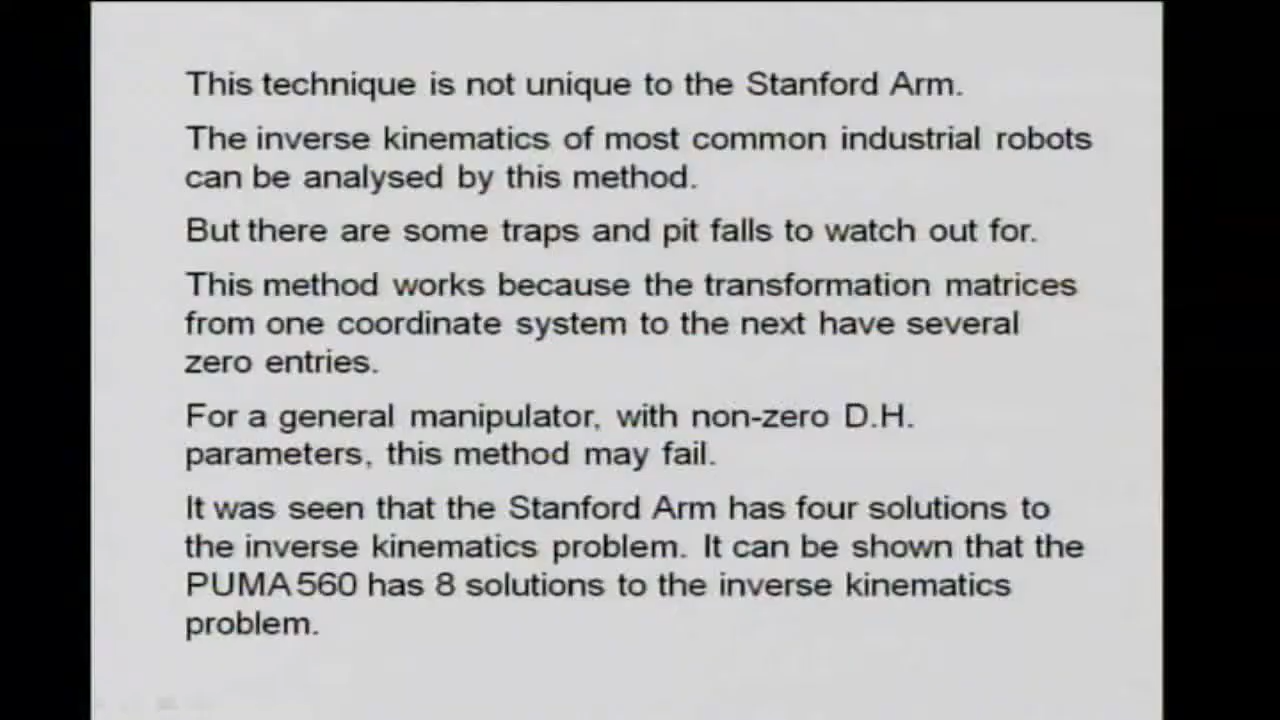 This technique is not unique to the Stanford Arm.
The inverse kinematics of most common industrial robots
can be analysed by this method.
But there are some traps and pit falls to watch out for.
This method works because the transformation matrices
from one coordinate system to the next have several
zero entries.
For a general manipulator, with non-zero D.H.
parameters, this method may fail.
It was seen that the Stanford Arm has four solutions to
the inverse kinematics problem. It can be shown that the
PUMA 560 has 8 solutions to the inverse kinematics
problem.